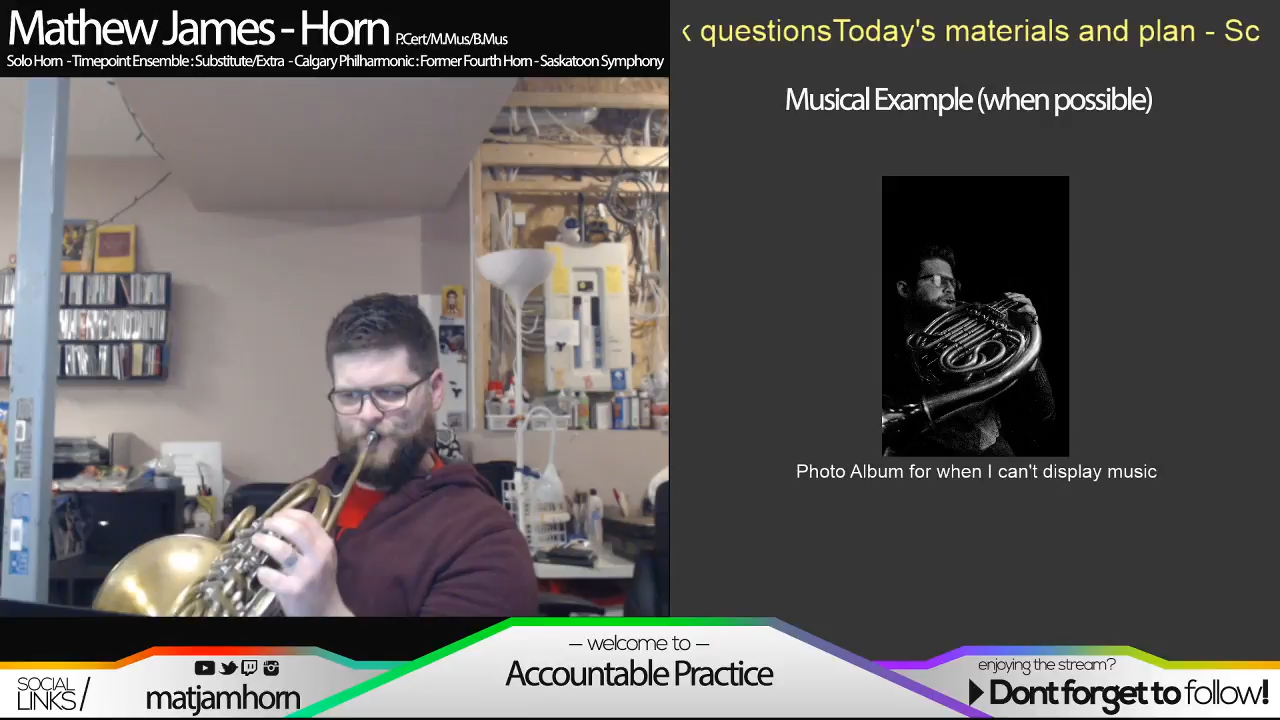 Mathew James - Horn P.Cert/M.Mus/B.Mus
Solo Horn - Timepoint Ensemble : Substitute/Extra - Calgary Philharmonic : Former Fourth Horn - Saskatoon Symphony
k questionsToday's materials and plan - Sc
Musical Example (when possible)
Photo Album for when I can't display music
– welcome to –
Accountable Practice
SOCIAL
LINKS /
matjamhorn
enjoying the stream?
Dont forget to follow!